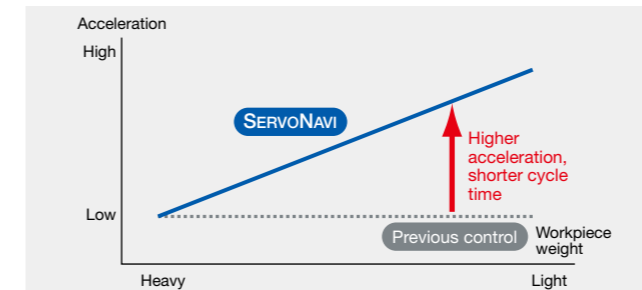 Acceleration
High
SERVONAVI
Higher
acceleration,
shorter cycle
time
Low
Previous control
Workpiece
weight
Heavy
Light